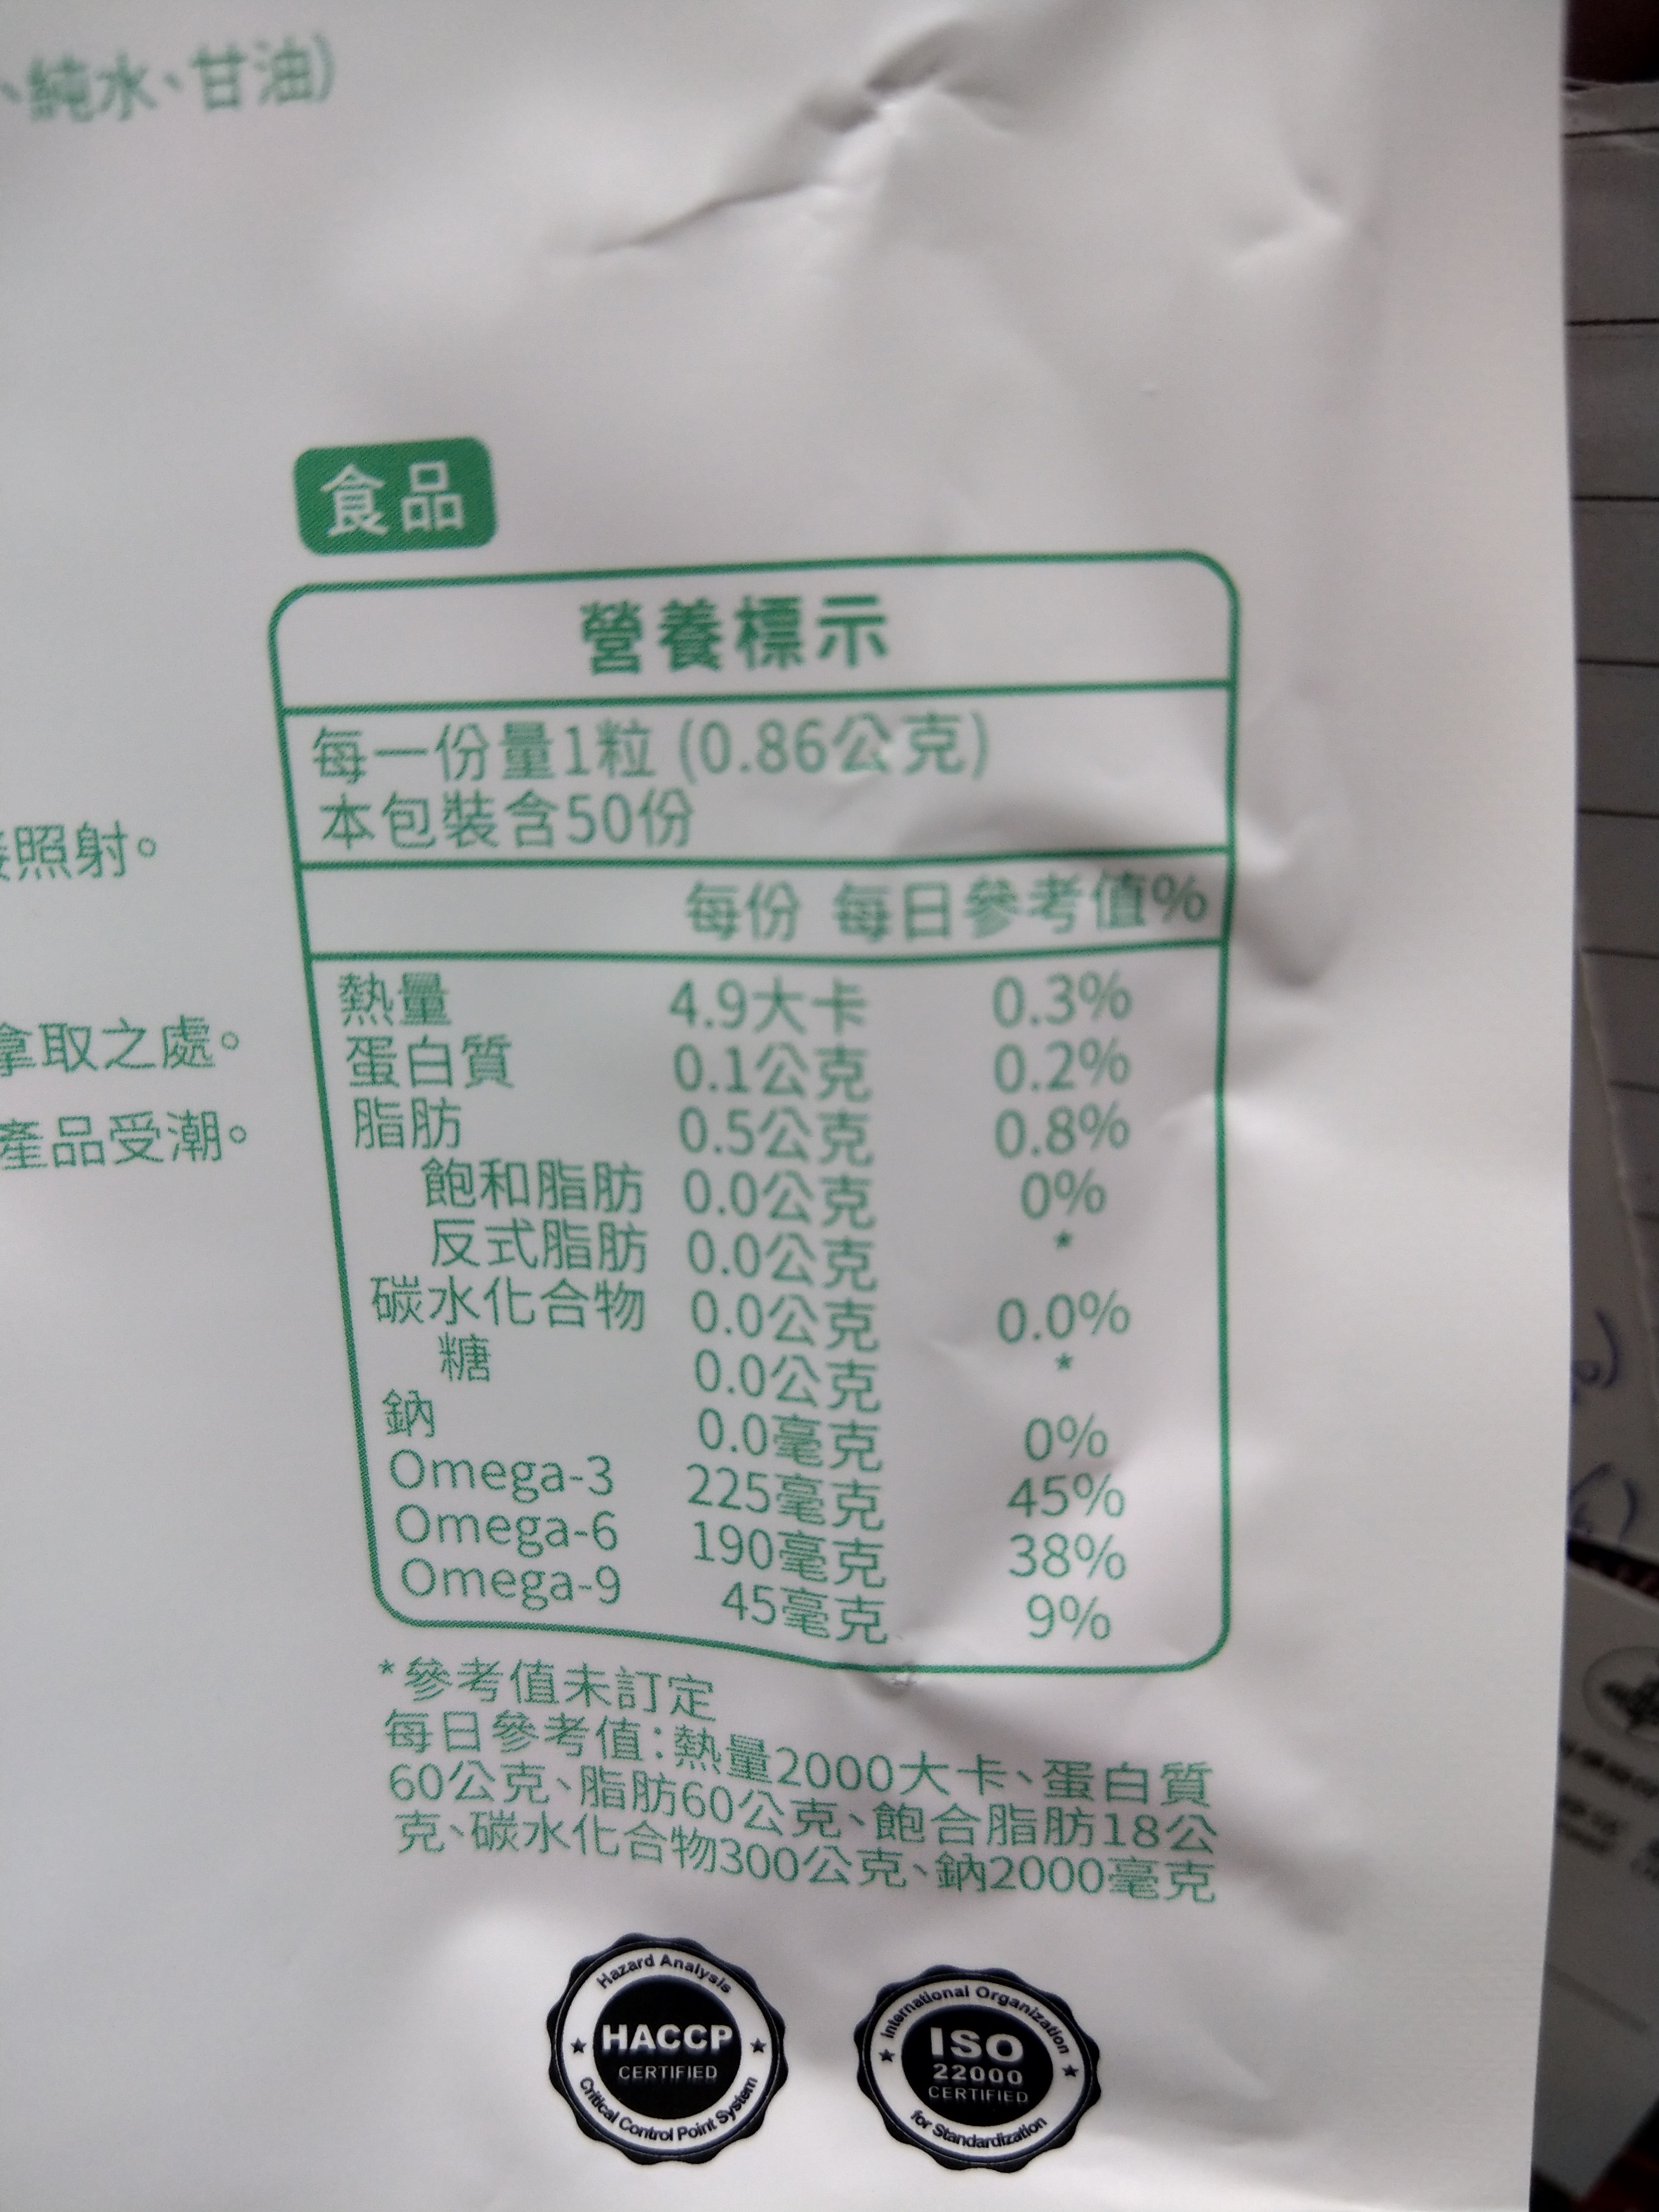 、純水、甘油)
食品
營養標示
每一份量1粒 (0.86公克)
本包裝含50份
照射。
每份 每日參考值%
熱量 4.9大卡 0.3%
拿取之處。
蛋白質 0.1公克 0.2%
脂肪 0.5公克 0.8%
產品受潮。
飽和脂肪 0.0公克 0%
反式脂肪 0.0公克 *
碳水化合物 0.0公克 0.0%
糖 0.0公克 *
鈉 0.0毫克 0%
Omega-3 225毫克 45%
Omega-6 190毫克 38%
Omega-9 45毫克 9%
*參考值未訂定
每日參考值:熱量2000大卡、蛋白質
60公克、脂肪60公克、飽合脂肪18公
克、碳水化合物300公克、鈉2000毫克
Hazard Analysis
HACCP
CERTIFIED
Critical Control Point System
International Organization
ISO
22000
CERTIFIED
for Standardization